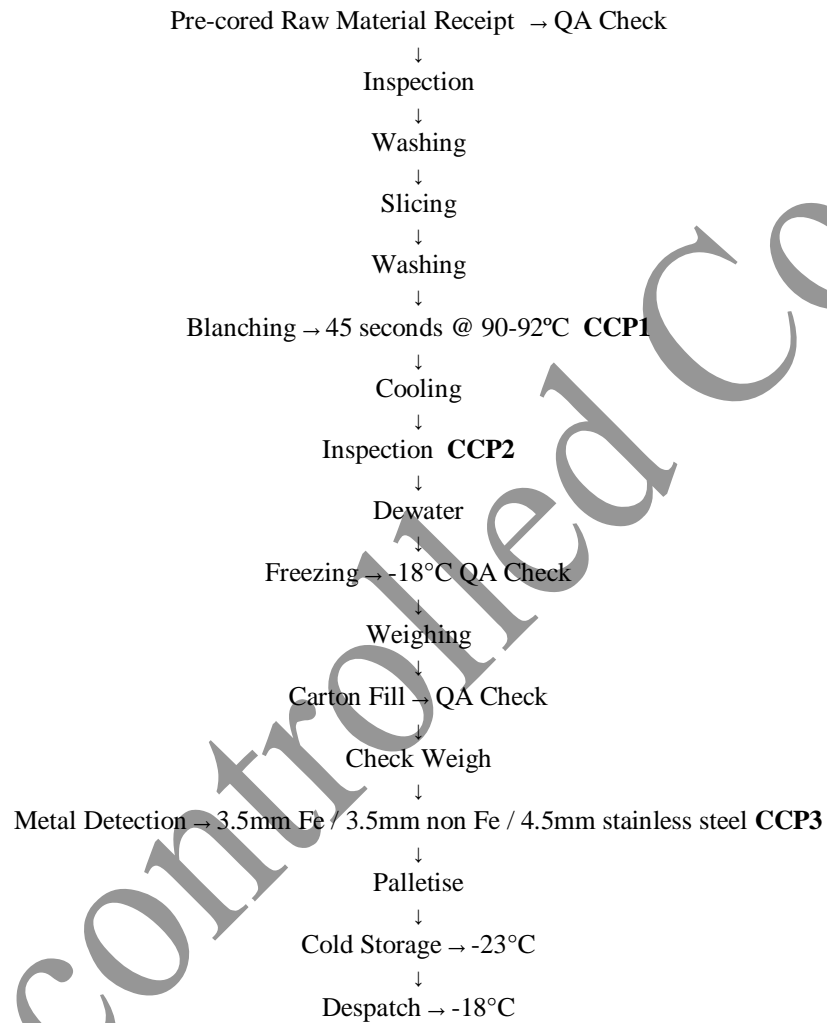 Pre-cored Raw Material Receipt → QA Check
↓
Inspection
↓
Washing
↓
Slicing
↓
Washing
↓
Blanching → 45 seconds @ 90-92ºC CCP1
↓
Cooling
↓
Inspection CCP2
↓
Dewater
↓
Freezing → -18°C QA Check
↓
Weighing
↓
Carton Fill → QA Check
↓
Check Weigh
↓
Metal Detection → 3.5mm Fe / 3.5mm non Fe / 4.5mm stainless steel CCP3
↓
Palletise
↓
Cold Storage → -23°C
↓
Despatch → -18°C
controlled Co